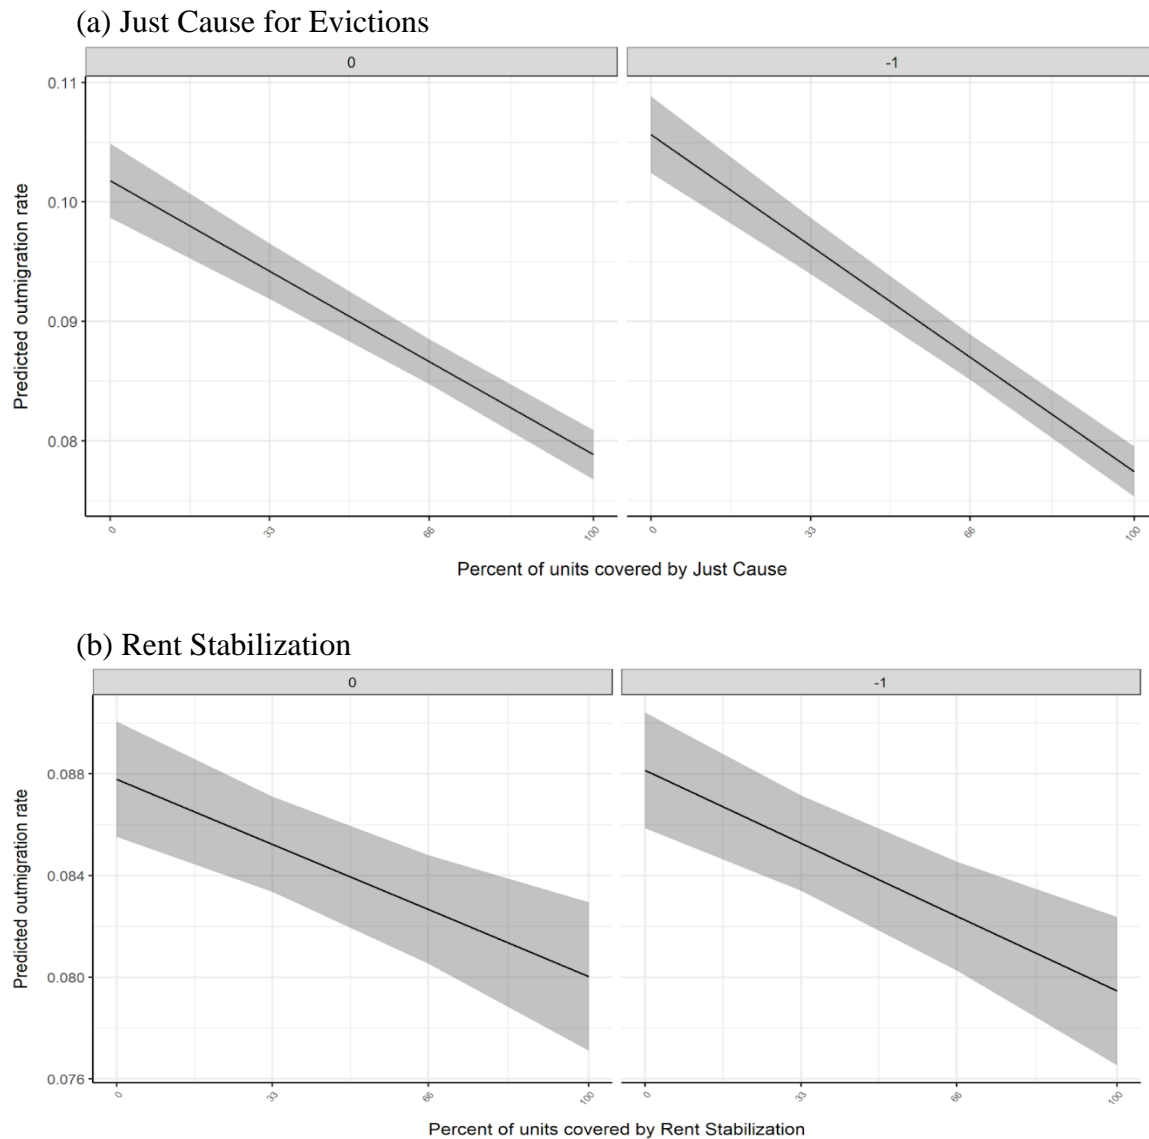 (a) Just Cause for Evictions
0 -1
0.11
0.10
0.09
0.08
Predicted outmigration rate
0 33 66 100 0 33 66 100
Percent of units covered by Just Cause
(b) Rent Stabilization
0 -1
0.088
0.084
0.080
0.076
Predicted outmigration rate
0 33 66 100 0 33 66 100
Percent of units covered by Rent Stabilization